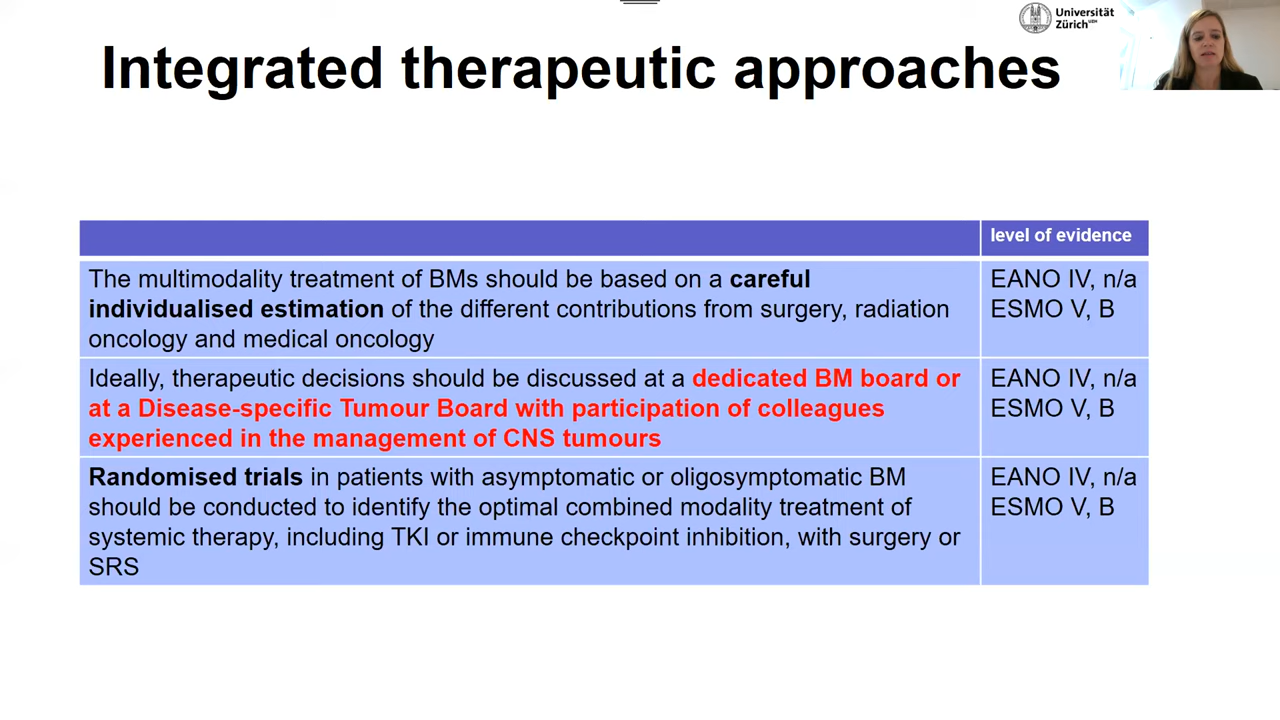 Universität
Zürich UZH
Integrated therapeutic approaches
level of evidence
The multimodality treatment of BMs should be based on a careful
individualised estimation of the different contributions from surgery, radiation
oncology and medical oncology
EANO IV, n/a
ESMO V, B
Ideally, therapeutic decisions should be discussed at a dedicated BM board or
at a Disease-specific Tumour Board with participation of colleagues
experienced in the management of CNS tumours
EANO IV, n/a
ESMO V, B
Randomised trials in patients with asymptomatic or oligosymptomatic BM
should be conducted to identify the optimal combined modality treatment of
systemic therapy, including TKI or immune checkpoint inhibition, with surgery or
SRS
EANO IV, n/a
ESMO V, B